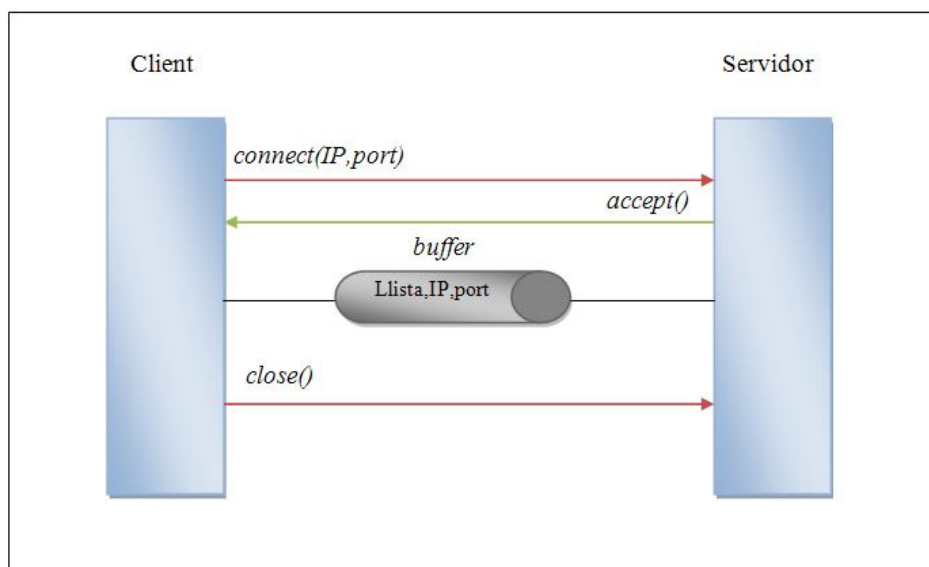 Client
Servidor
connect(IP,port)
accept()
buffer
Llista,IP,port
close()